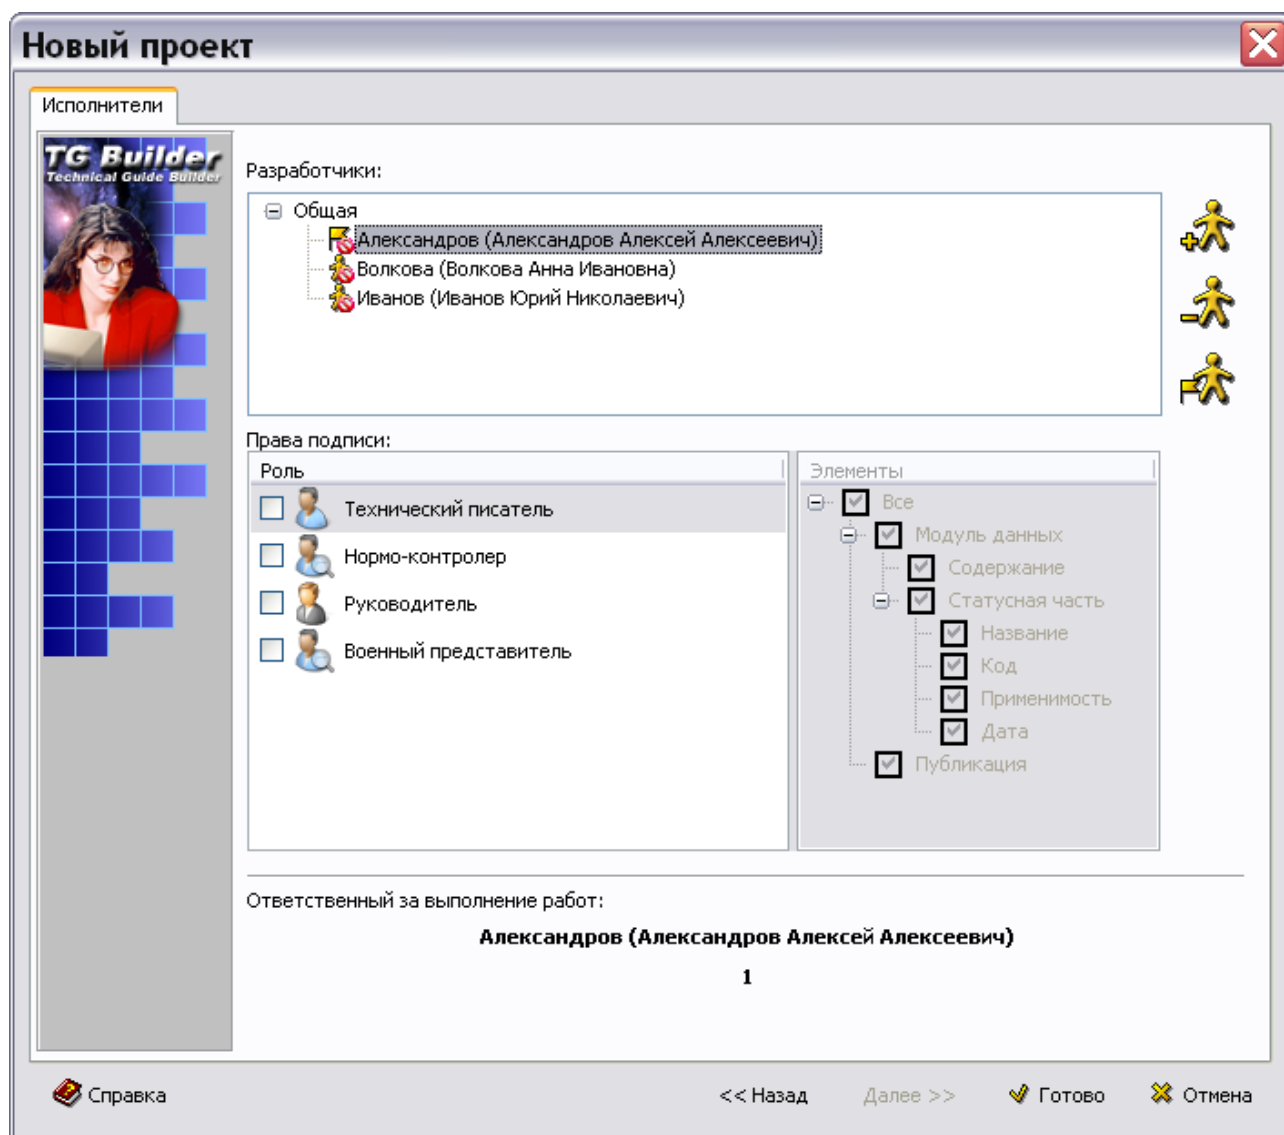 Новый проект
Исполнители
TG Builder
Technical Guide Builder
Разработчики:
Общая
Александров (Александров Алексей Алексеевич)
Волкова (Волкова Анна Ивановна)
Иванов (Иванов Юрий Николаевич)
Права подписи:
Роль
Технический писатель
Нормо-контролер
Руководитель
Военный представитель
Элементы
Все
Модуль данных
Содержание
Статусная часть
Название
Код
Применимость
Дата
Публикация
Ответственный за выполнение работ:
Александров (Александров Алексей Алексеевич)
1
Справка
<< Назад
Далее >>
Готово
Отмена